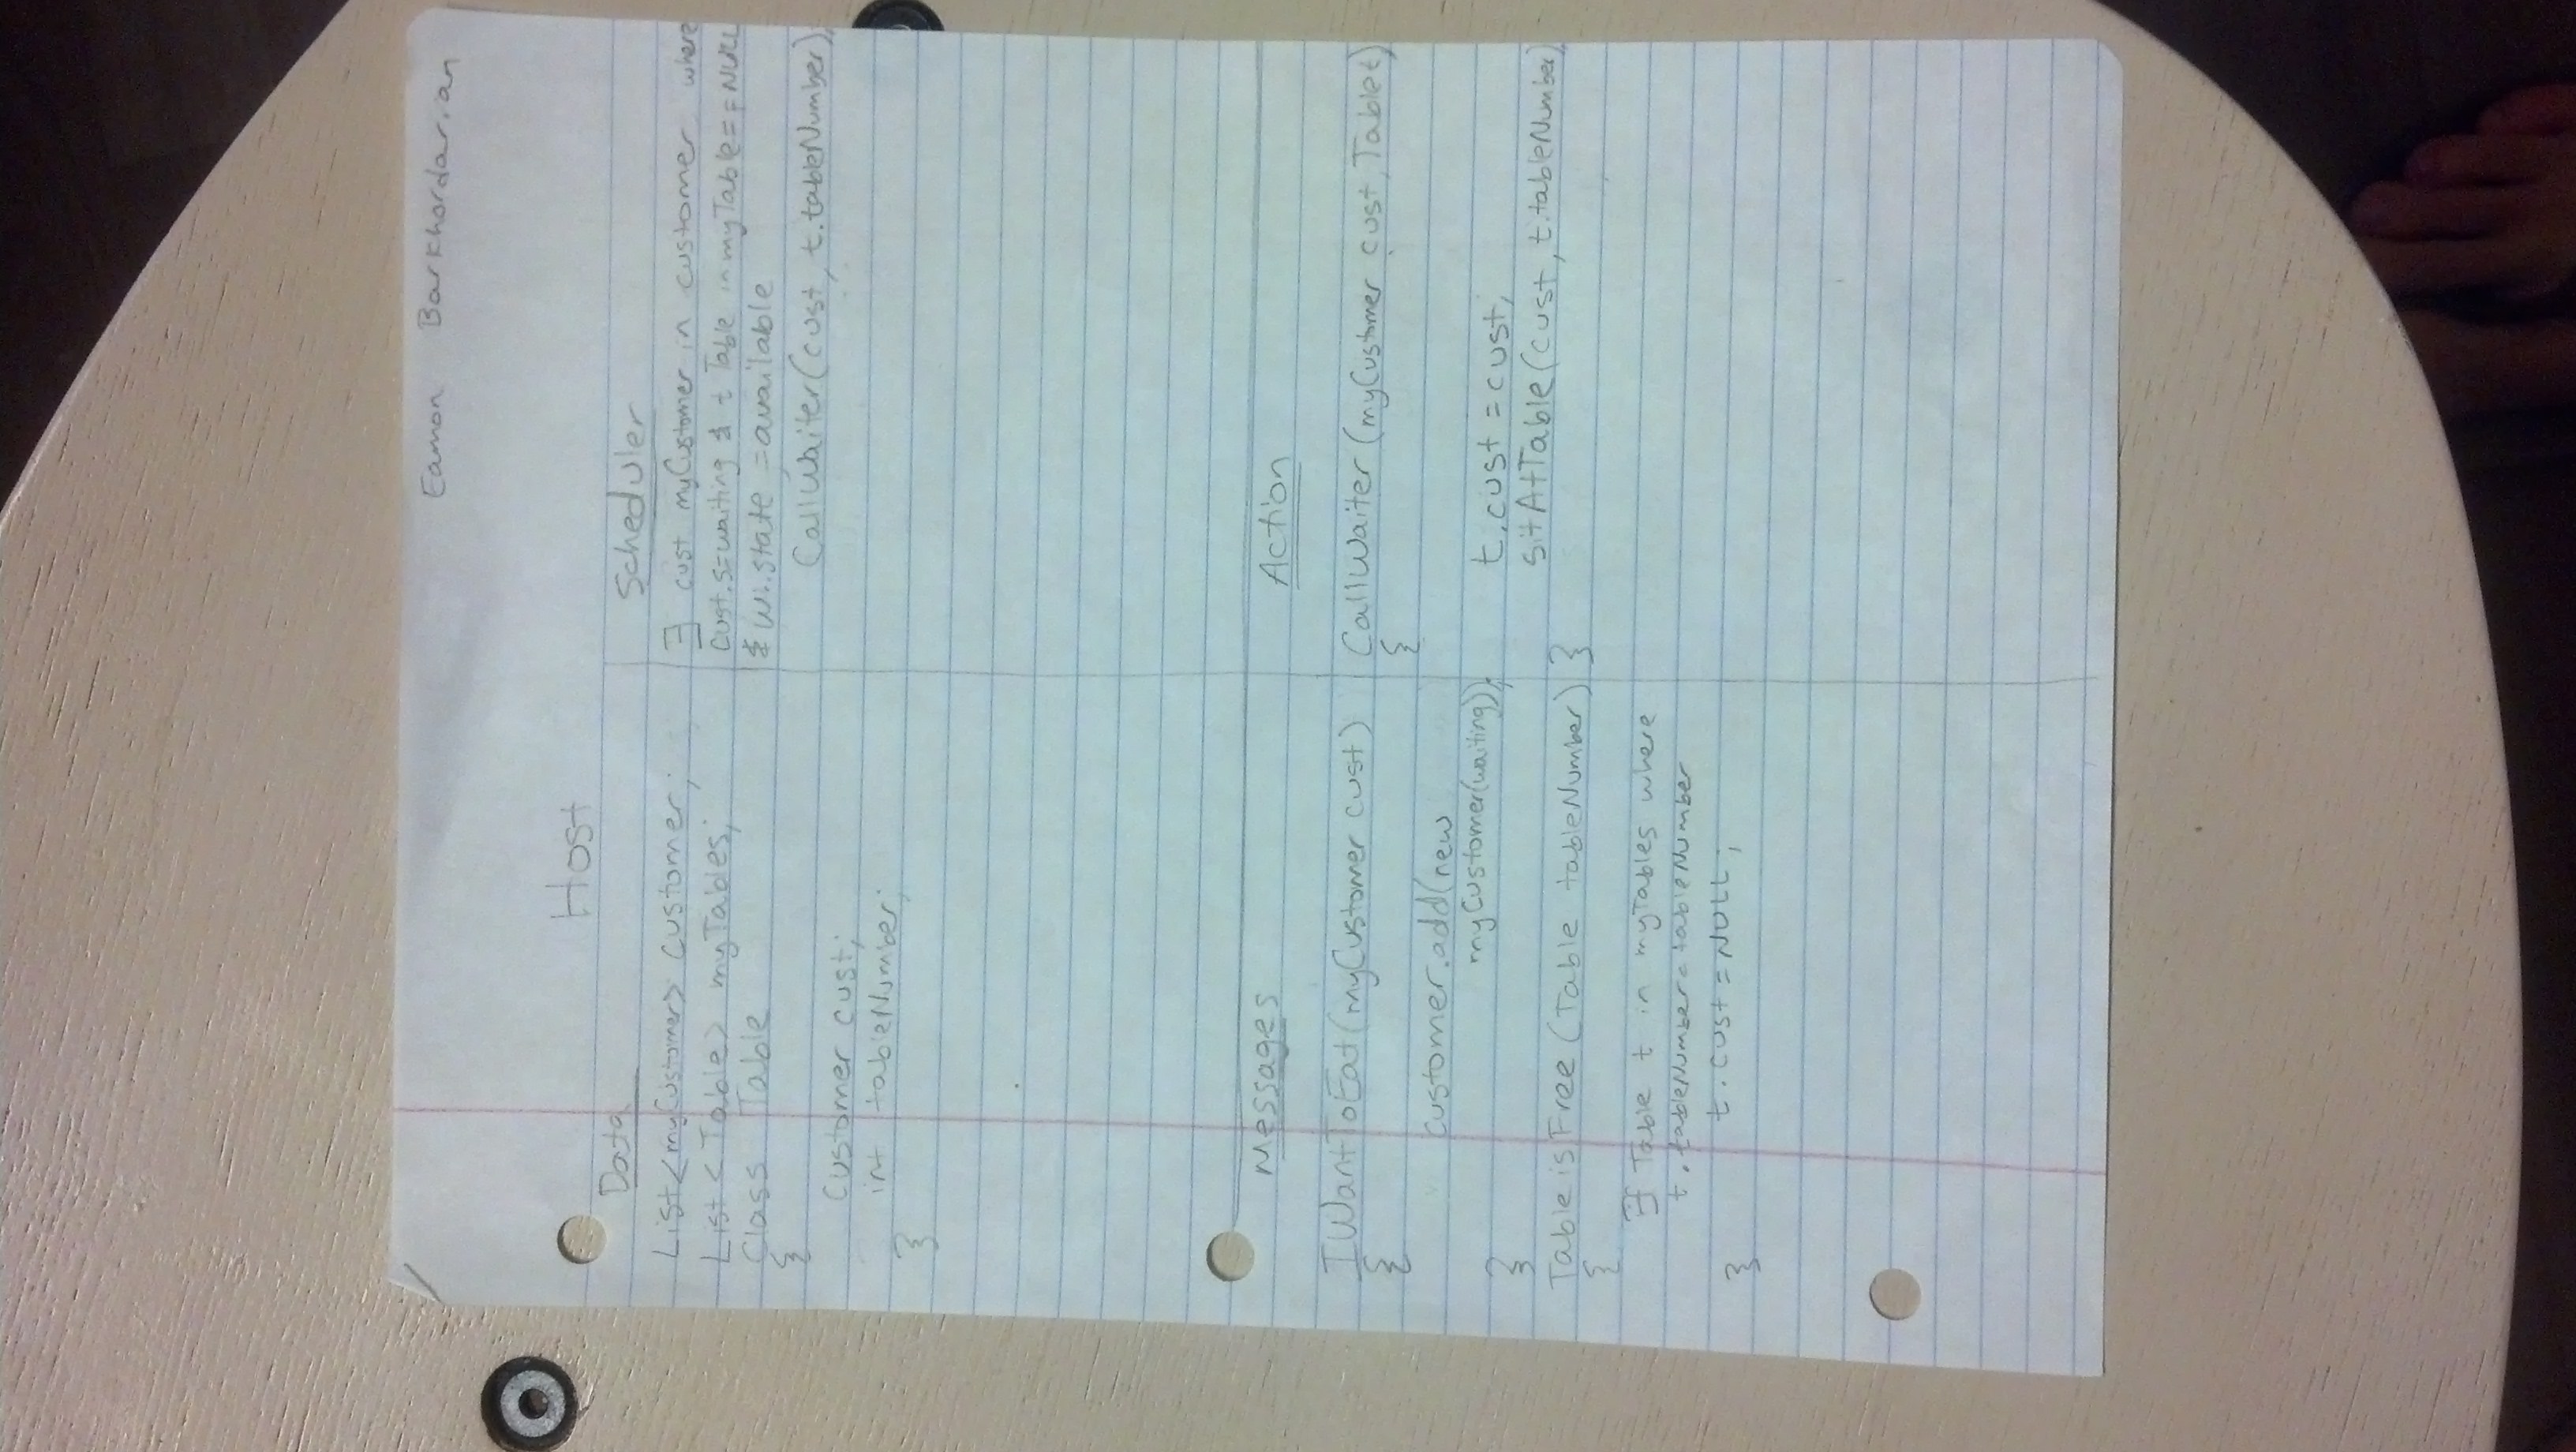 Eamon Barkhordarian
Host
Data
List<myCustomer> customer;
List<Table> myTables;
Class Table
{
Customer cust;
int tableNumber;
}
Scheduler
∃ cust myCustomer in customer where
cust.s=waiting & t Table in myTable == NULL
& wi.state = available
CallWaiter(cust, t.tableNumber),
Messages
IWantToEat(myCustomer cust)
{
customer.add(new
myCustomer(waiting));
}
TableisFree(Table tableNumber)
{
∃ Table t in myTables where
t.tableNumber=tableNumber
t.cust = NULL;
}
Action
CallWaiter(myCustomer cust, Table t)
{
t.cust = cust;
sitAtTable(cust, t.tableNumber)
}